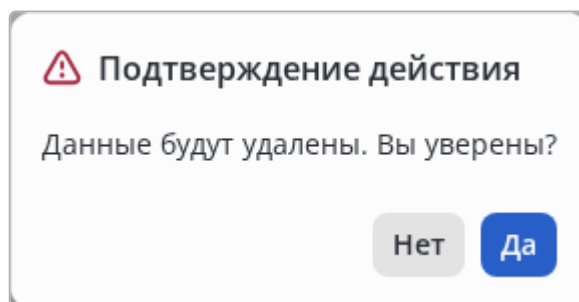 Подтверждение действия
Данные будут удалены. Вы уверены?
Нет Да